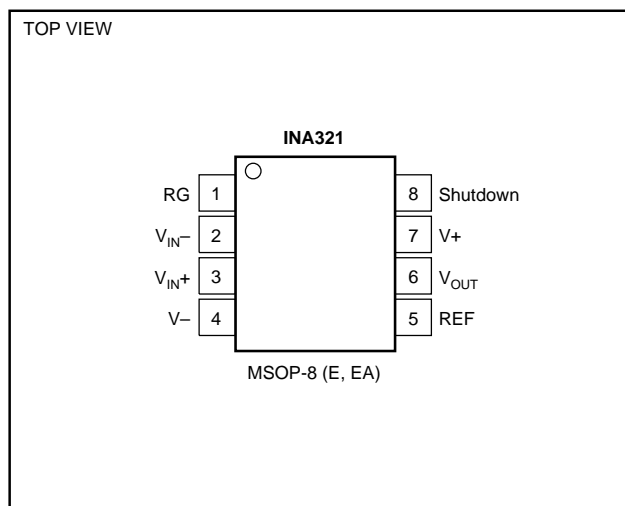 TOP VIEW
INA321
RG 1 8 Shutdown
VIN– 2 7 V+
VIN+ 3 6 VOUT
V– 4 5 REF
MSOP-8 (E, EA)